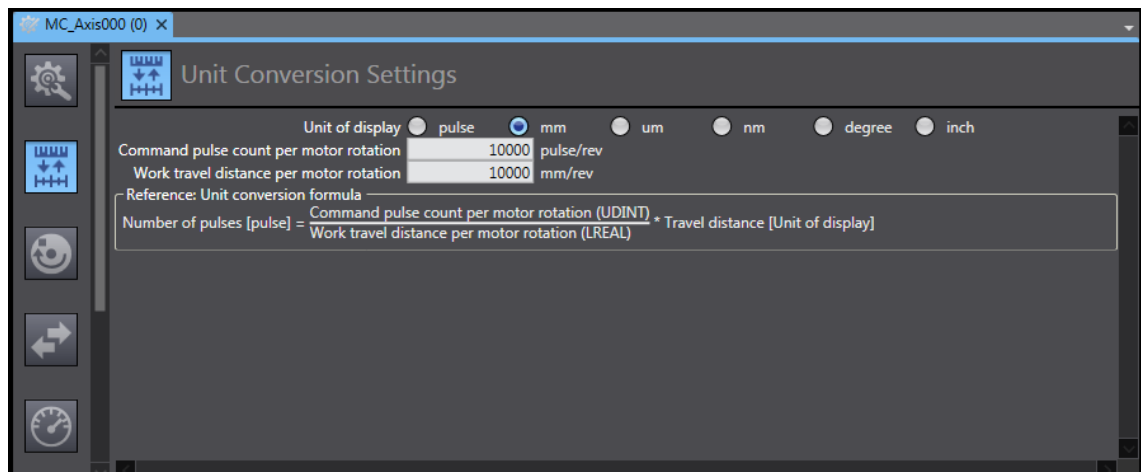 MC_Axis000 (0)
Unit Conversion Settings
Unit of display pulse mm um nm degree inch
Command pulse count per motor rotation 10000 pulse/rev
Work travel distance per motor rotation 10000 mm/rev
Reference: Unit conversion formula
Number of pulses [pulse] = Command pulse count per motor rotation (UDINT)
Work travel distance per motor rotation (LREAL) * Travel distance [Unit of display]